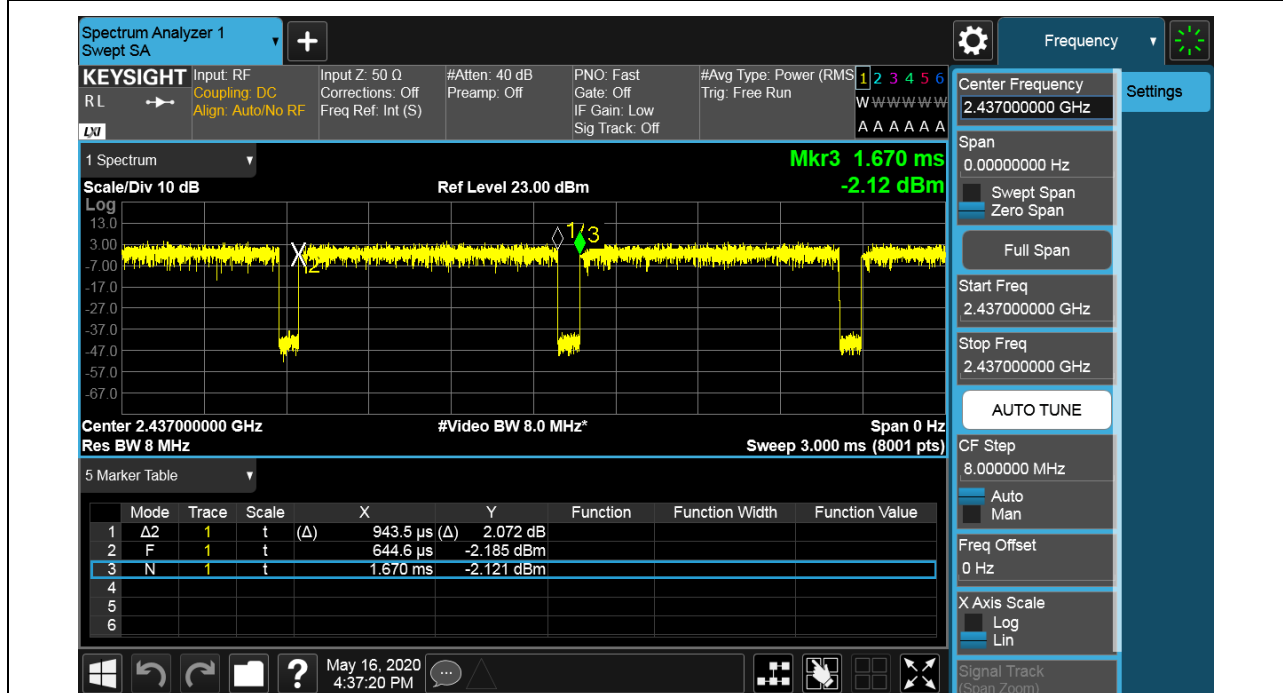 Spectrum Analyzer 1
Swept SA
Frequency
KEYSIGHT
RL
LXI
Input: RF
Coupling: DC
Align: Auto/No RF
Input Z: 50 Ω
Corrections: Off
Freq Ref: Int (S)
#Atten: 40 dB
Preamp: Off
PNO: Fast
Gate: Off
IF Gain: Low
Sig Track: Off
#Avg Type: Power (RMS
Trig: Free Run
1 2 3 4 5 6
W W W W W W
A A A A A A
1 Spectrum
Scale/Div 10 dB
Ref Level 23.00 dBm
Mkr3 1.670 ms
-2.12 dBm
Log
13.0
3.00
-7.00
-17.0
-27.0
-37.0
-47.0
-57.0
-67.0
X2
1/3
Center 2.437000000 GHz
Res BW 8 MHz
#Video BW 8.0 MHz*
Span 0 Hz
Sweep 3.000 ms (8001 pts)
5 Marker Table
Mode Trace Scale X Y Function Function Width Function Value
1 Δ2 1 t (Δ) 943.5 µs (Δ) 2.072 dB
2 F 1 t 644.6 µs -2.185 dBm
3 N 1 t 1.670 ms -2.121 dBm
4
5
6
May 16, 2020
4:37:20 PM
Center Frequency
2.437000000 GHz
Settings
Span
0.00000000 Hz
Swept Span
Zero Span
Full Span
Start Freq
2.437000000 GHz
Stop Freq
2.437000000 GHz
AUTO TUNE
CF Step
8.000000 MHz
Auto
Man
Freq Offset
0 Hz
X Axis Scale
Log
Lin
Signal Track
(Span Zoom)